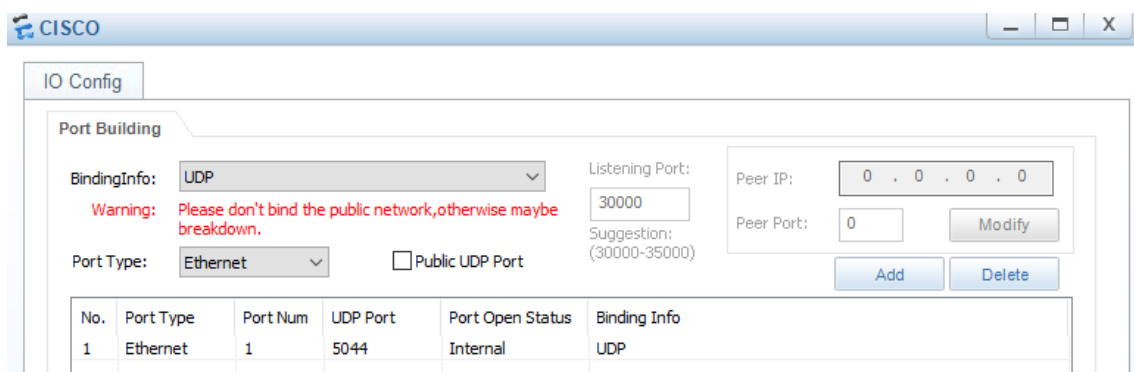 CISCO
IO Config
Port Building
BindingInfo: UDP
Listening Port:
30000
Suggestion:
(30000-35000)
Peer IP: 0 . 0 . 0 . 0
Peer Port: 0 Modify
Warning: Please don't bind the public network,otherwise maybe
breakdown.
Port Type: Ethernet Public UDP Port
Add Delete
No. Port Type Port Num UDP Port Port Open Status Binding Info
1 Ethernet 1 5044 Internal UDP